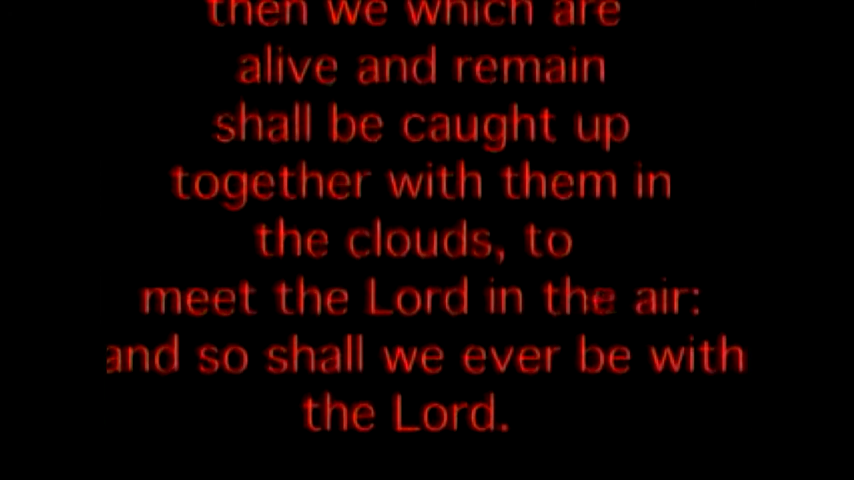 then we which are
alive and remain
shall be caught up
together with them in
the clouds, to
meet the Lord in the air:
and so shall we ever be with
the Lord.